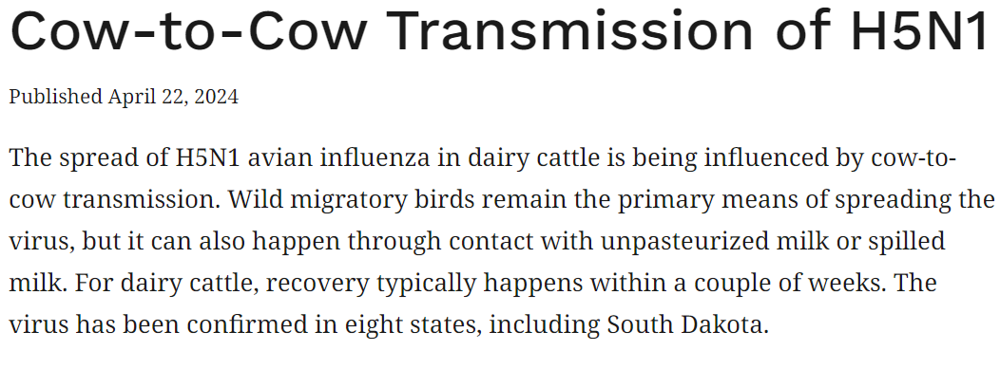 Cow-to-Cow Transmission of H5N1
Published April 22, 2024
The spread of H5N1 avian influenza in dairy cattle is being influenced by cow-to-
cow transmission. Wild migratory birds remain the primary means of spreading the
virus, but it can also happen through contact with unpasteurized milk or spilled
milk. For dairy cattle, recovery typically happens within a couple of weeks. The
virus has been confirmed in eight states, including South Dakota.